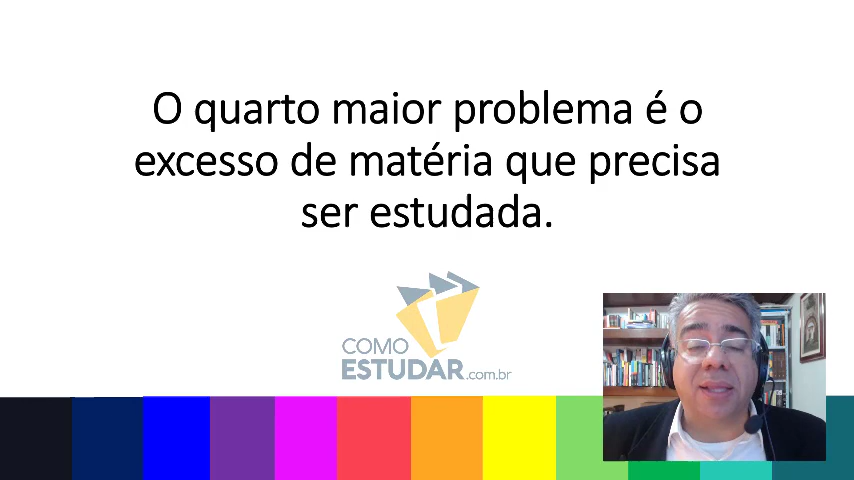 O quarto maior problema é o
excesso de matéria que precisa
ser estudada.
COMO
ESTUDAR.com.br